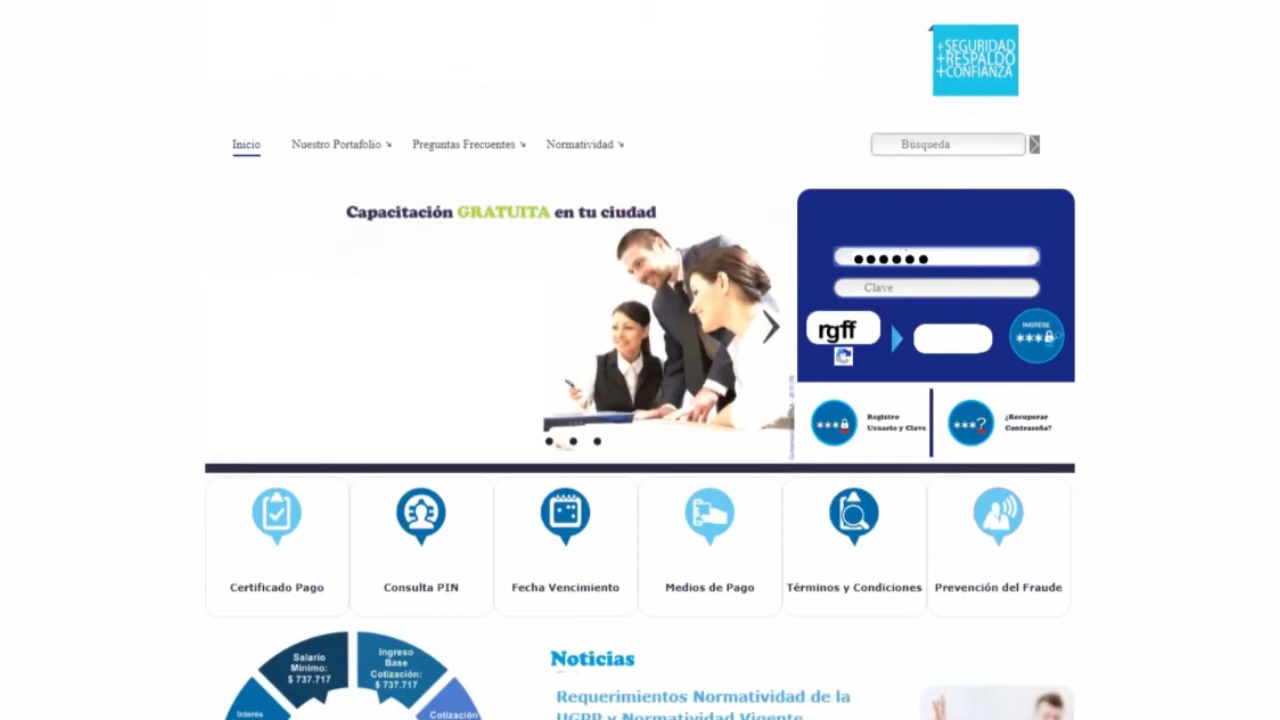 +SEGURIDAD
+RESPALDO
+CONFIANZA
Inicio
Nuestro Portafolio
Preguntas Frecuentes
Normatividad
Búsqueda
Capacitación GRATUITA en tu ciudad
Clave
rgff
INGRESE
***
Registro
Usuario y Clave
***?
¿Recuperar
Contraseña?
Certificado Pago
Consulta PIN
Fecha Vencimiento
Medios de Pago
Términos y Condiciones
Prevención del Fraude
Salario
Mínimo:
$ 737.717
Ingreso
Base
Cotización:
$ 737.717
Interés
Cotización
Noticias
Requerimientos Normatividad de la
UGPP y Normatividad Vigente